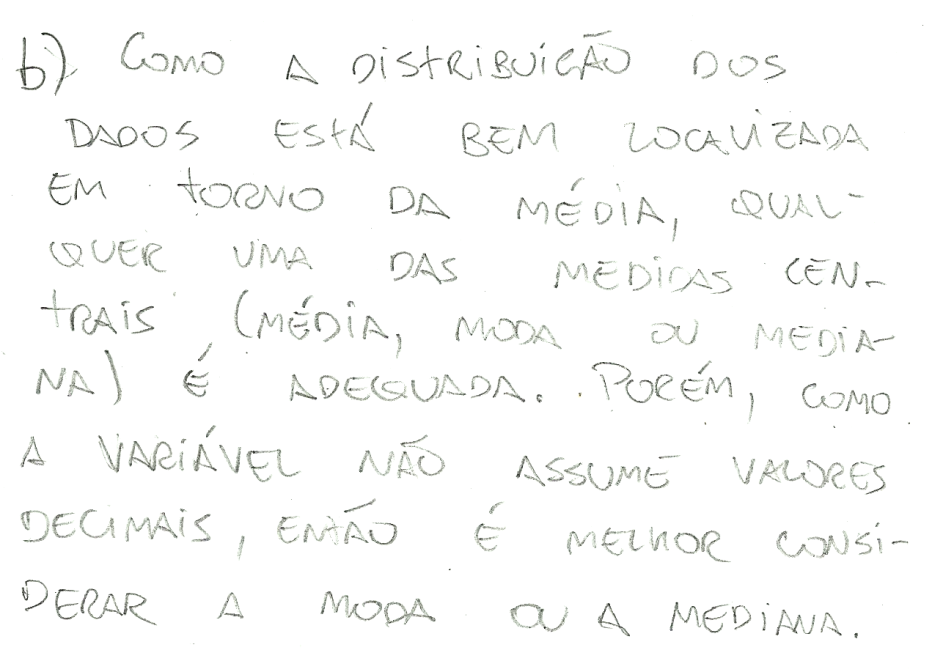 b) Como A DiStRiBUiÇÃO DOS
DADOS EStÁ BEM LOCALiZADA
EM tORNO DA MÉDiA, QUAL-
QUER UMA DAS MEDiDAS CEN-
tRAiS (MÉDiA, MODA OU MEDiA-
NA) É ADEQUADA. PORÉM, COMO
A VARiÁVEL NÃO ASSUME VALORES
DECiMAiS, ENtÃO É MELHOR CONSi-
DERAR A MODA OU A MEDiANA.